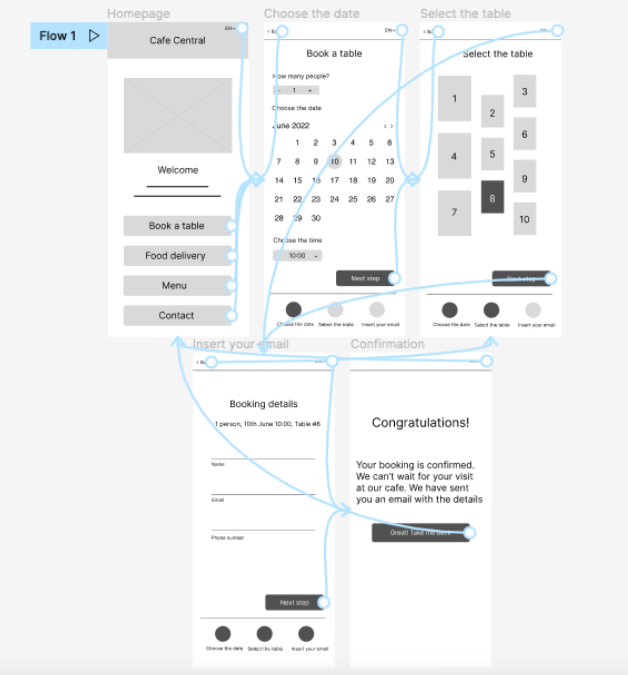 Flow 1
Homepage
EN
Cafe Central
Welcome
Book a table
Food delivery
Menu
Contact
Choose the date
EN
Book a table
How many people?
- 1 +
Choose the date
June 2022 < >
1 2 3 4 5 6
7 8 9 10 11 12 13
14 15 16 17 18 19 20
21 22 23 24 25 26 27
28 29 30
Choose the time
10:00
Next step
Choose the date Select the table Insert your email
Select the table
EN
Select the table
1
2
3
4
5
6
7
8
9
10
Next step
Choose the date Select the table Insert your email
Insert your email
Booking details
1 person, 10th June 10:00, Table #6
Name
Email
Phone number
Next step
Choose the date Select the table Insert your email
Confirmation
Congratulations!
Your booking is confirmed.
We can't wait for your visit
at our cafe. We have sent
you an email with the details
Great! Take me back